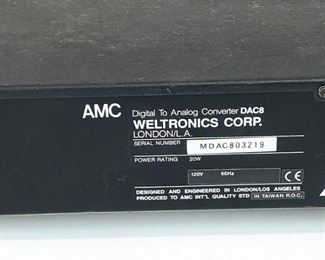 AMC Digital To Analog Converter DAC8
WELTRONICS CORP.
LONDON/L.A.
SERIAL NUMBER MDAC803219
POWER RATING 20W
120V 60Hz CE
DESIGNED AND ENGINEERED IN LONDON/LOS ANGELES
PRODUCED TO AMC INT'L QUALITY STD IN TAIWAN R.O.C.